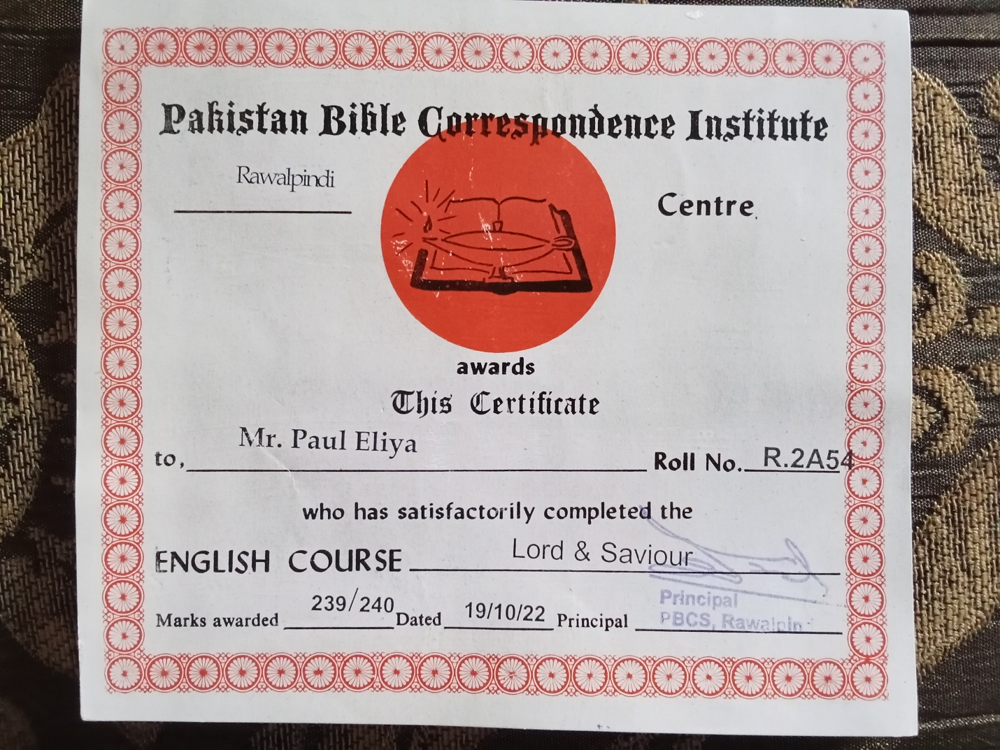 Pakistan Bible Correspondence Institute
Rawalpindi Centre
awards
This Certificate
to, Mr. Paul Eliya Roll No. R.2A54
who has satisfactorily completed the
ENGLISH COURSE Lord & Saviour
Marks awarded 239/240 Dated 19/10/22 Principal
Principal
PBCS, Rawalpin